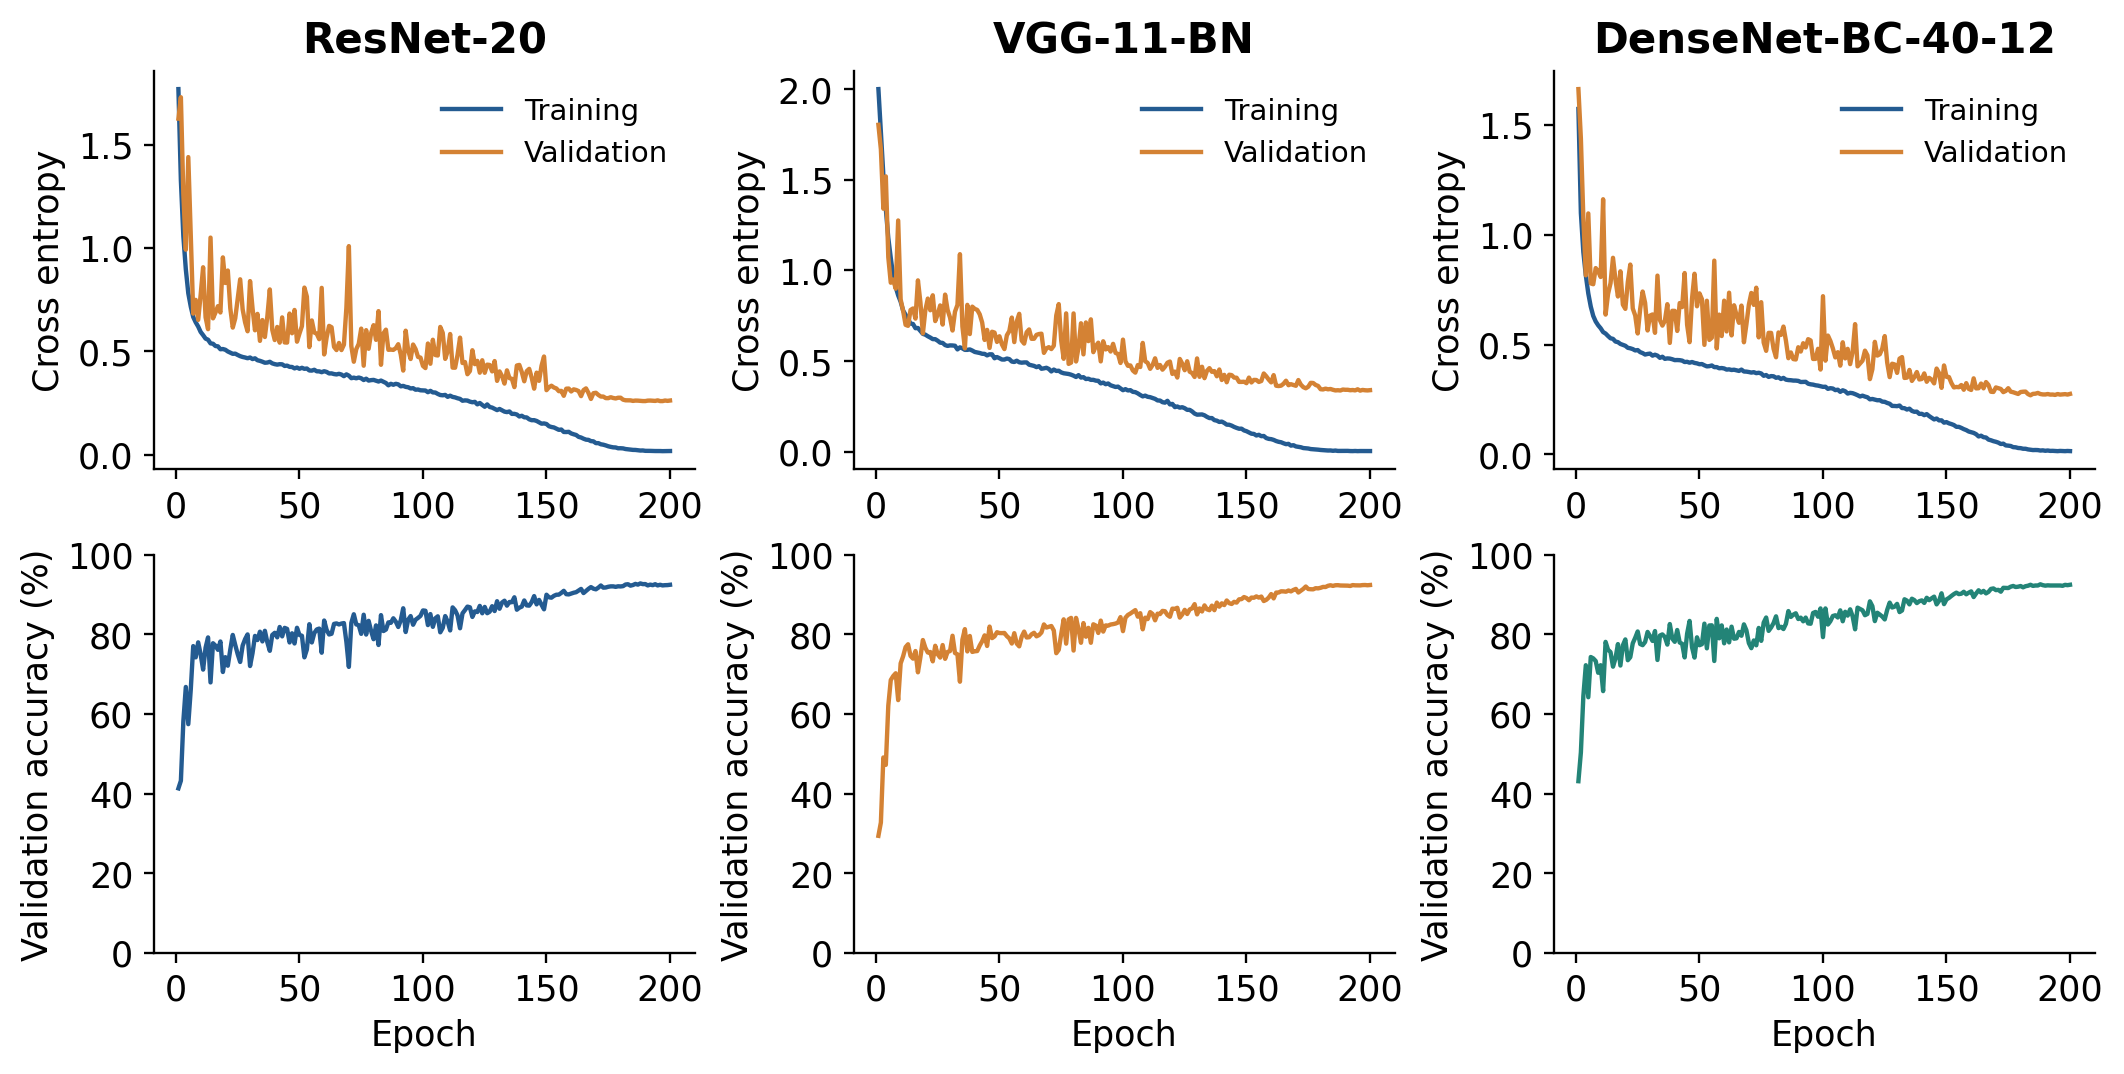 ResNet-20
VGG-11-BN
DenseNet-BC-40-12
Cross entropy
1.5
1.0
0.5
0.0
Training
Validation
0 50 100 150 200
Cross entropy
2.0
1.5
1.0
0.5
0.0
Training
Validation
0 50 100 150 200
Cross entropy
1.5
1.0
0.5
0.0
Training
Validation
0 50 100 150 200
Validation accuracy (%)
100
80
60
40
20
0
0 50 100 150 200
Epoch
Validation accuracy (%)
100
80
60
40
20
0
0 50 100 150 200
Epoch
Validation accuracy (%)
100
80
60
40
20
0
0 50 100 150 200
Epoch